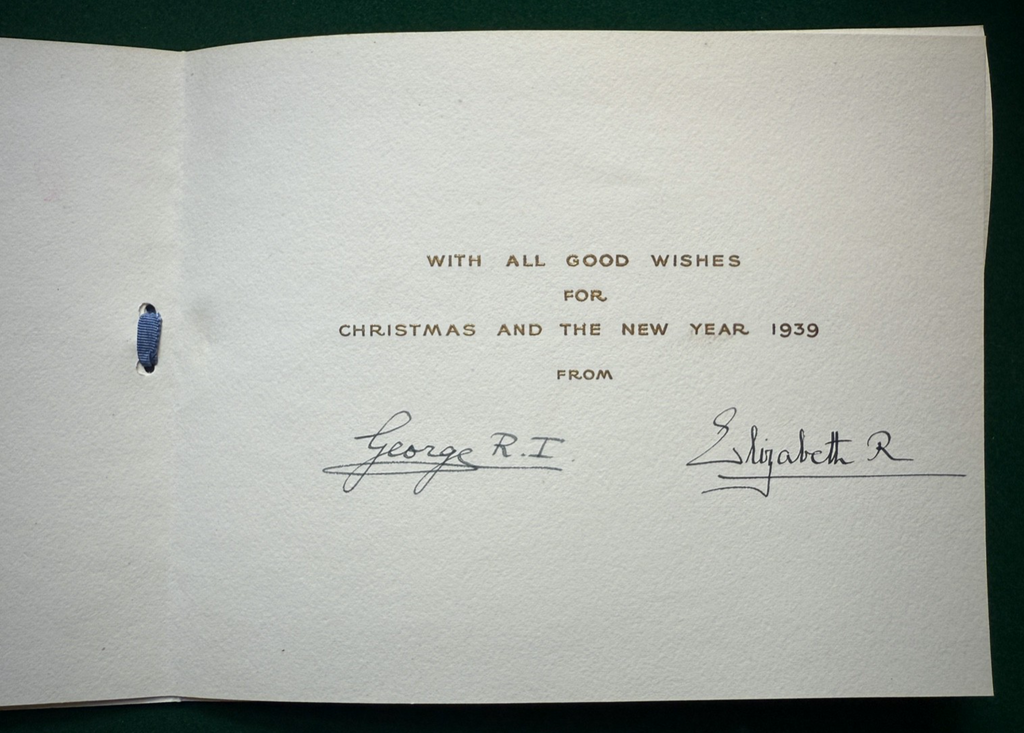 WITH ALL GOOD WISHES
FOR
CHRISTMAS AND THE NEW YEAR 1939
FROM
George R.I. Elizabeth R